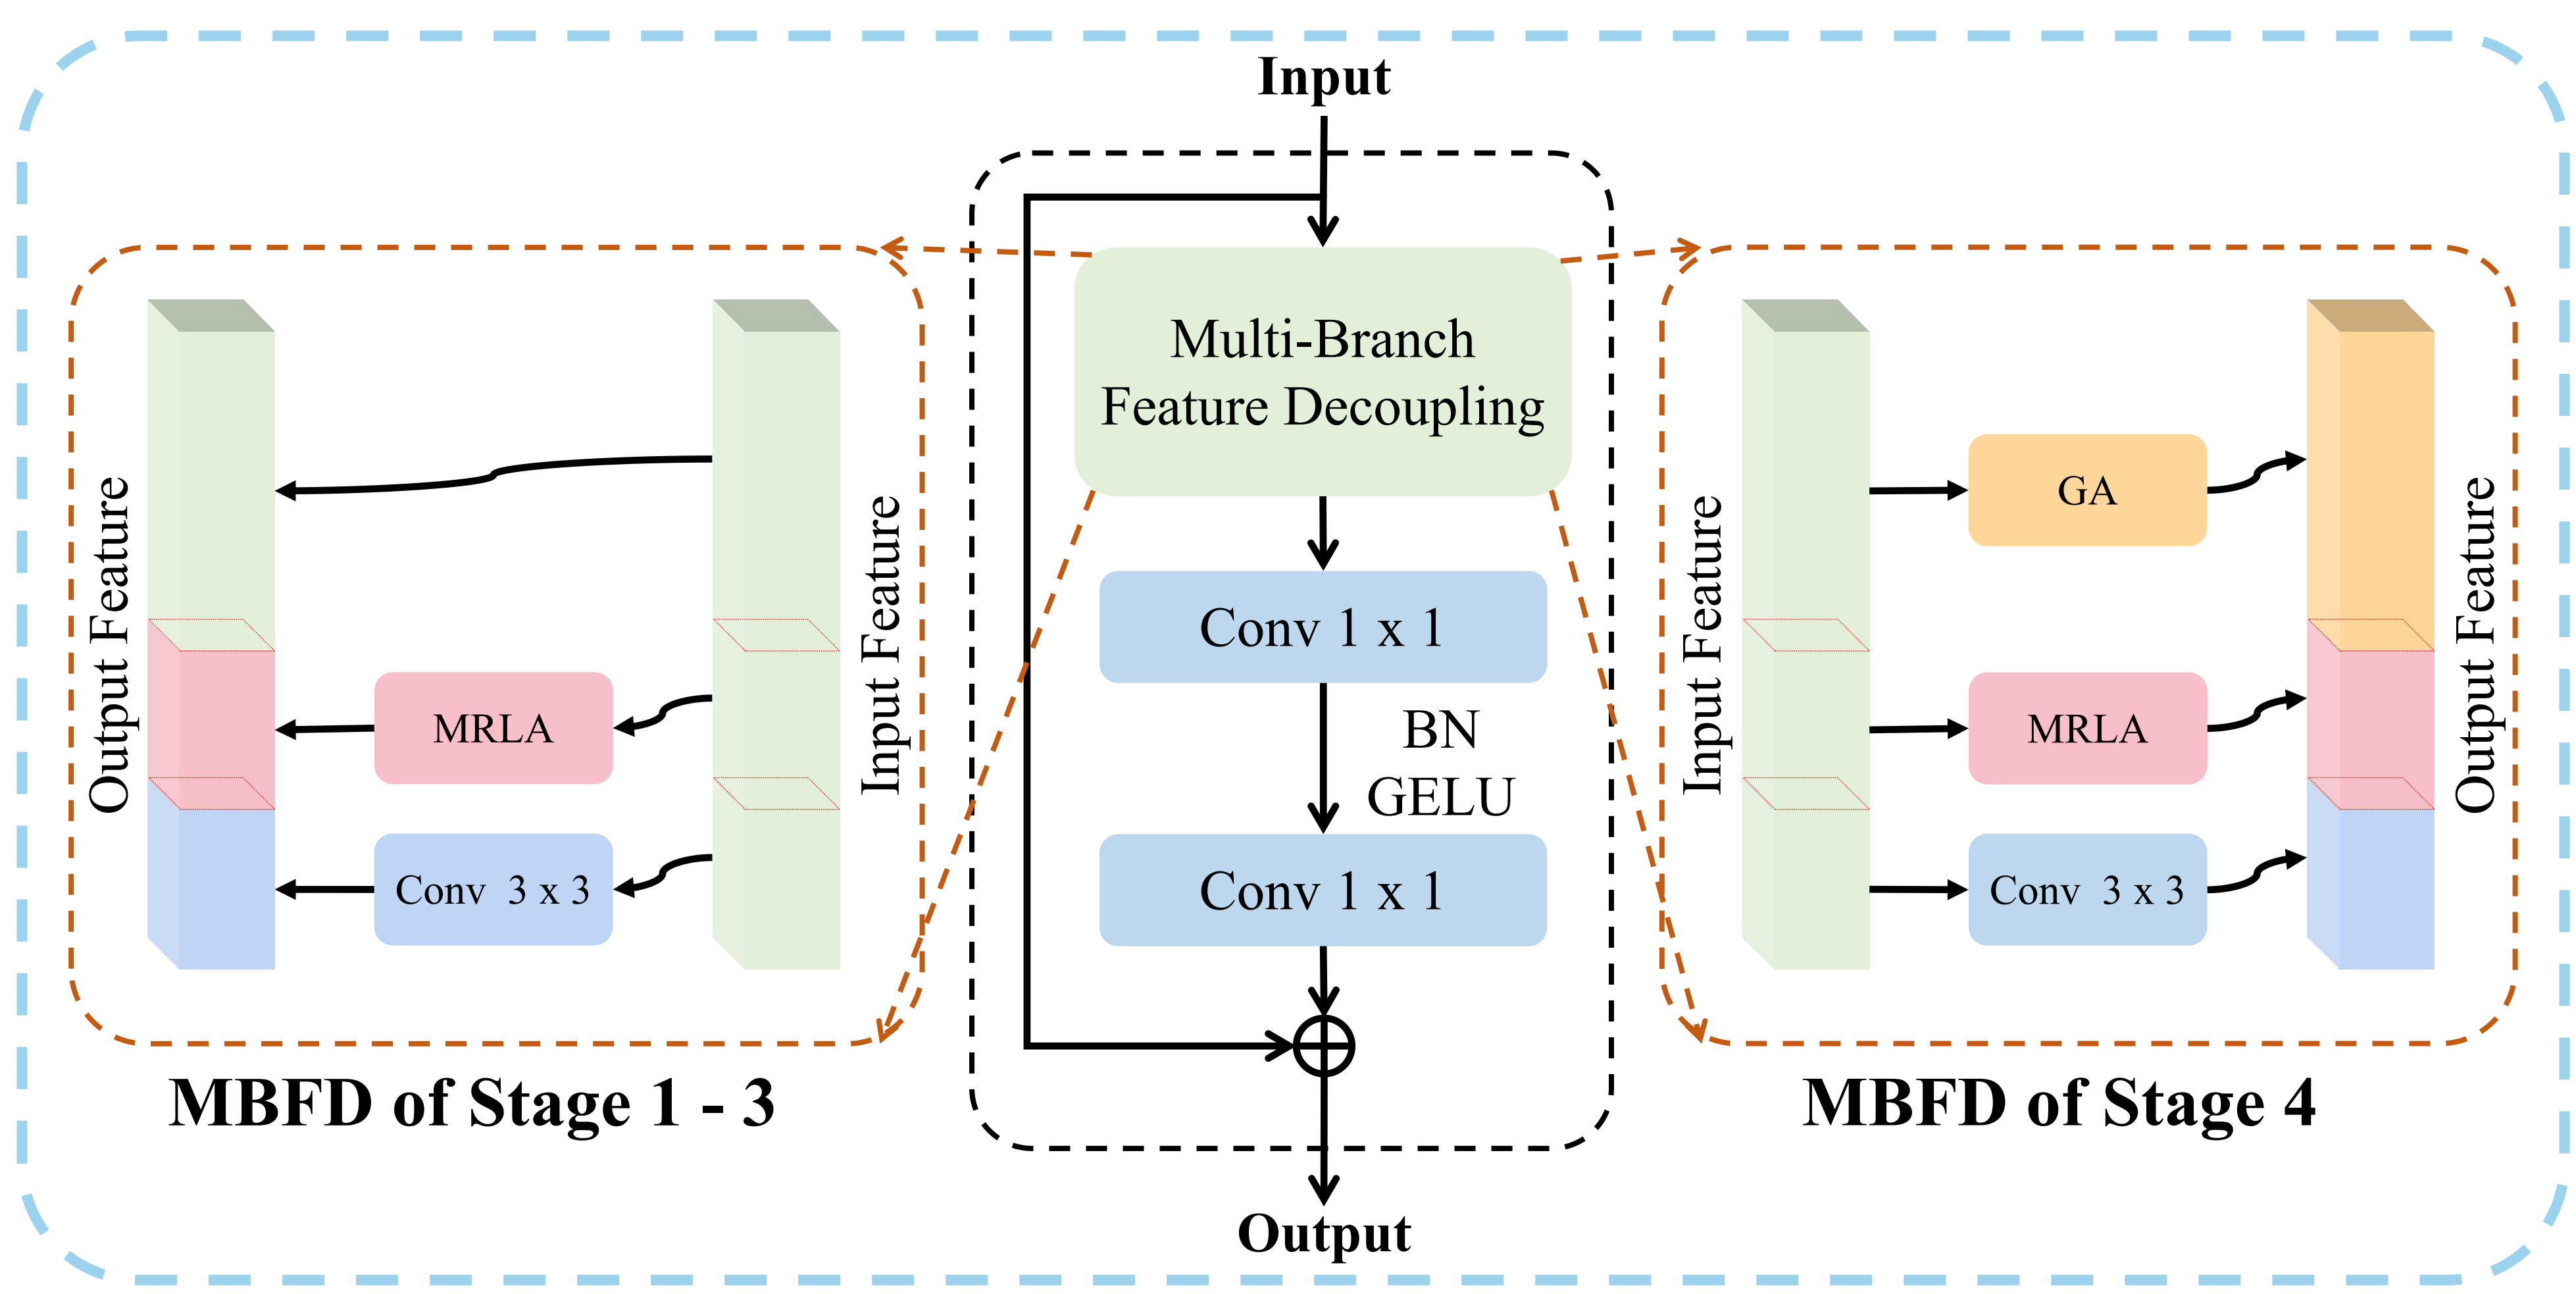 Input
Multi-Branch
Feature Decoupling
Conv 1 x 1
BN
GELU
Conv 1 x 1
Output
Output Feature
MRLA
Conv 3 x 3
Input Feature
MBFD of Stage 1 - 3
Input Feature
GA
MRLA
Conv 3 x 3
Output Feature
MBFD of Stage 4